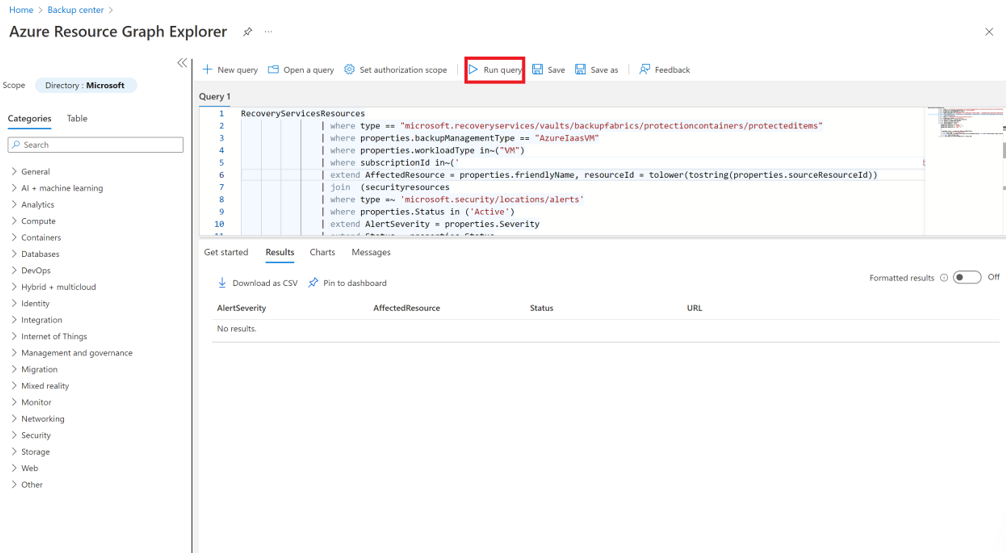 Home > Backup center >
Azure Resource Graph Explorer
New query Open a query Set authorization scope Run query Save Save as Feedback
Scope Directory : Microsoft
Categories Table
Search
General
AI + machine learning
Analytics
Compute
Containers
Databases
DevOps
Hybrid + multicloud
Identity
Integration
Internet of Things
Management and governance
Migration
Mixed reality
Monitor
Networking
Security
Storage
Web
Other
Query 1
1 RecoveryServicesResources
2 | where type == "microsoft.recoveryservices/vaults/backupfabrics/protectioncontainers/protecteditems"
3 | where properties.backupManagementType == "AzureIaasVM"
4 | where properties.workloadType in~("VM")
5 | where subscriptionId in~('
6 | extend AffectedResource = properties.friendlyName, resourceId = tolower(tostring(properties.sourceResourceId))
7 | join (securityresources
8 | where type =~ 'microsoft.security/locations/alerts'
9 | where properties.Status in ('Active')
10 | extend AlertSeverity = properties.Severity
11 | extend Status = properties.Status
Get started Results Charts Messages
Download as CSV Pin to dashboard
Formatted results Off
AlertSeverity AffectedResource Status URL
No results.